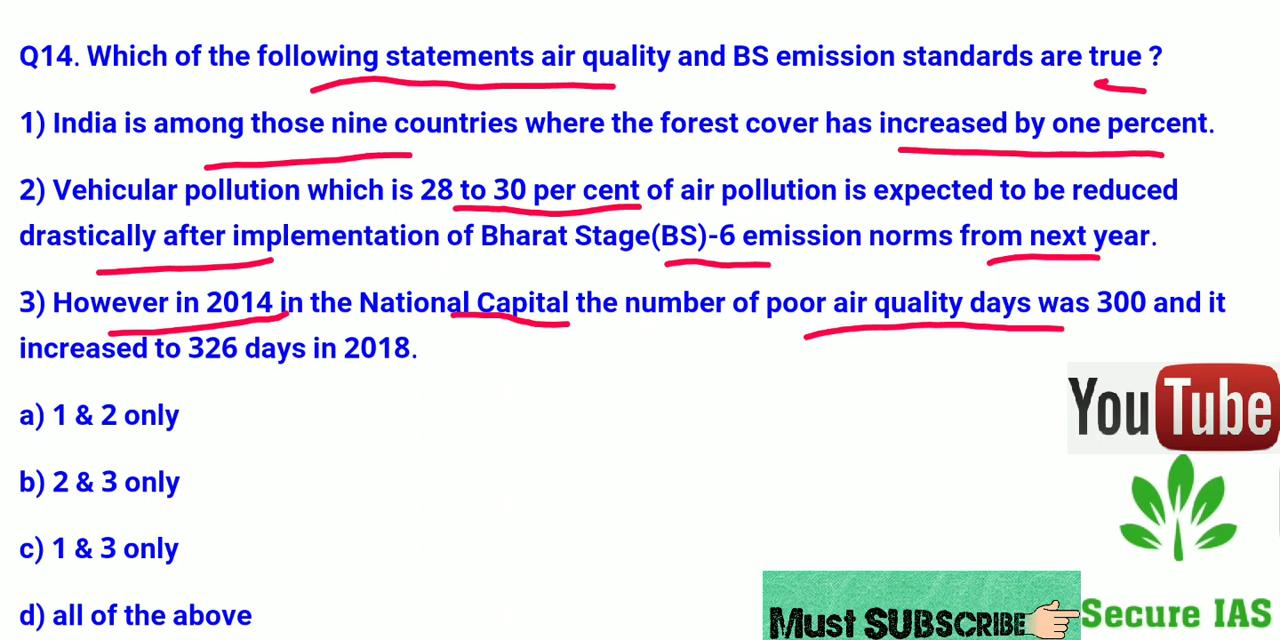 Q14. Which of the following statements air quality and BS emission standards are true ?
1) India is among those nine countries where the forest cover has increased by one percent.
2) Vehicular pollution which is 28 to 30 per cent of air pollution is expected to be reduced
drastically after implementation of Bharat Stage(BS)-6 emission norms from next year.
3) However in 2014 in the National Capital the number of poor air quality days was 300 and it
increased to 326 days in 2018.
a) 1 & 2 only
YouTube
b) 2 & 3 only
c) 1 & 3 only
d) all of the above
Must SUBSCRIBE
Secure IAS